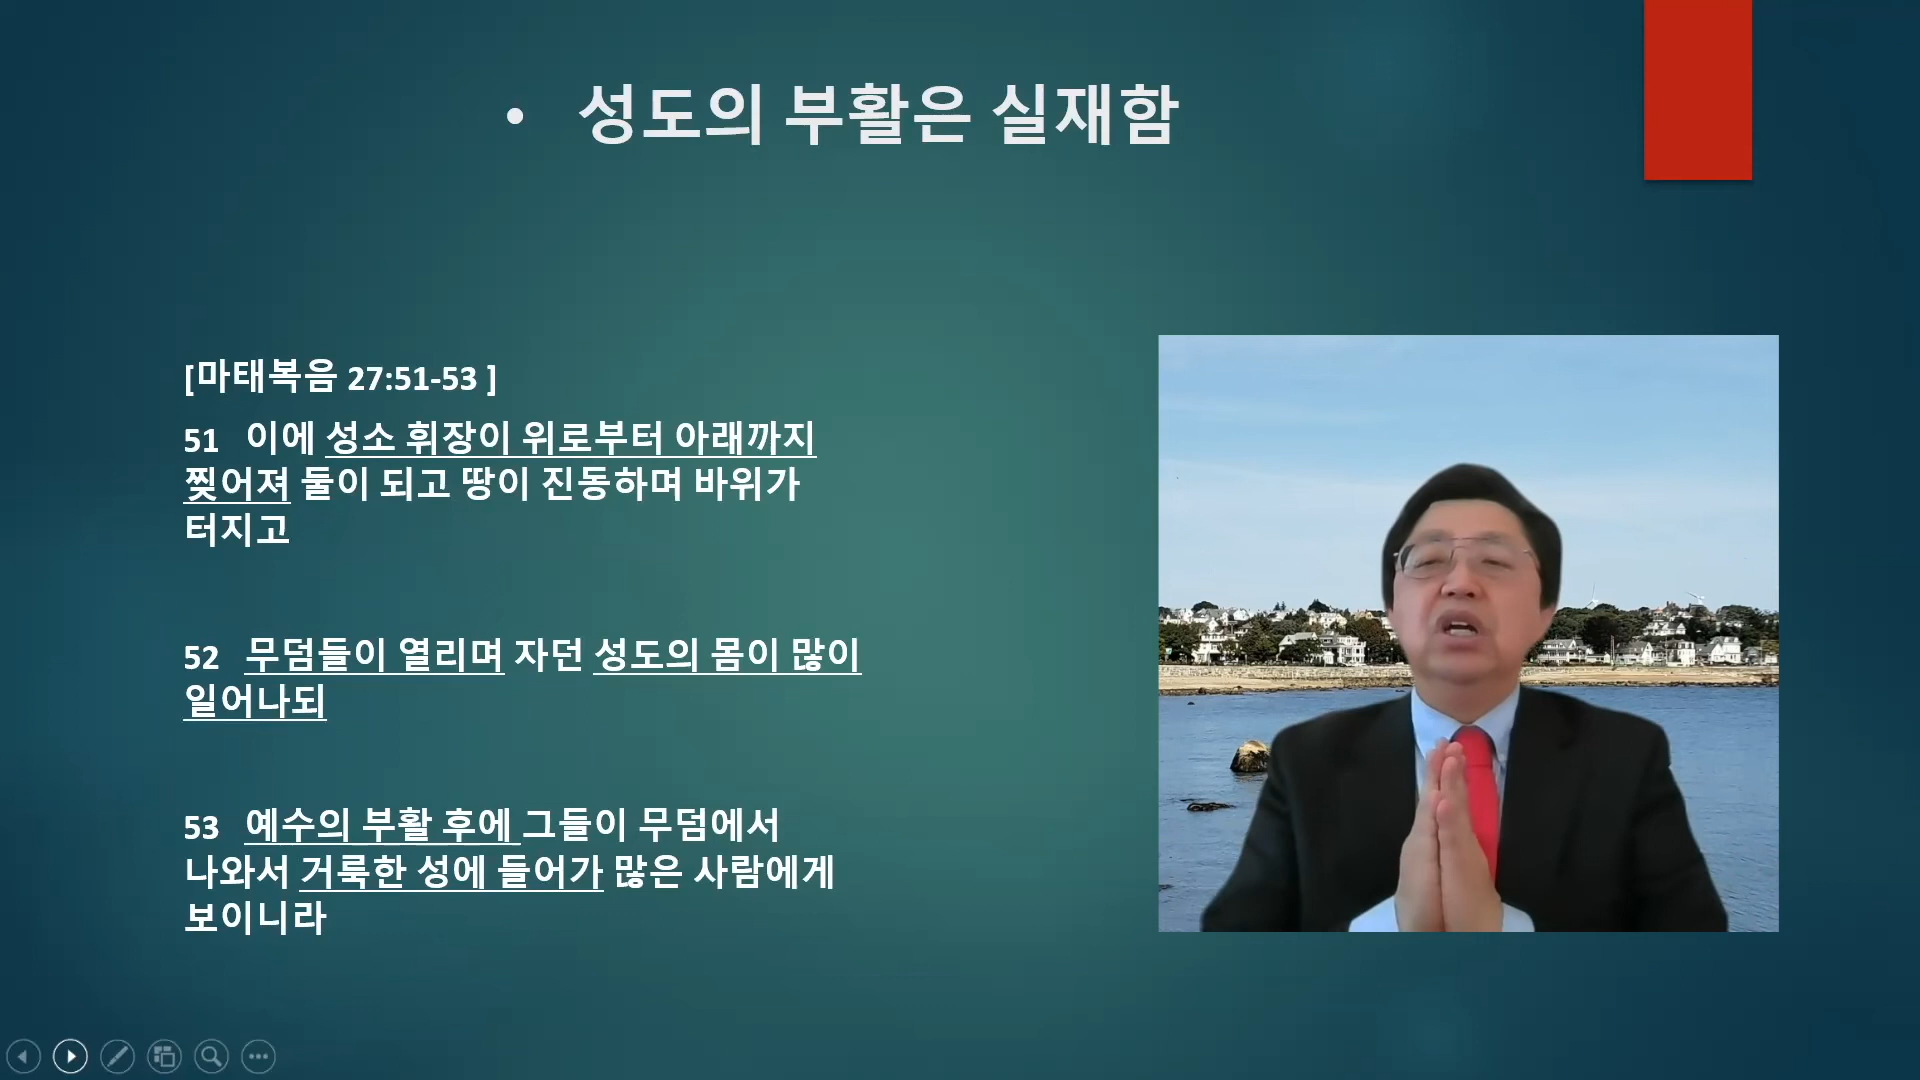 • 성도의 부활은 실재함
[마태복음 27:51-53 ]
51 이에 성소 휘장이 위로부터 아래까지
찢어져 둘이 되고 땅이 진동하며 바위가
터지고
52 무덤들이 열리며 자던 성도의 몸이 많이
일어나되
53 예수의 부활 후에 그들이 무덤에서
나와서 거룩한 성에 들어가 많은 사람에게
보이니라